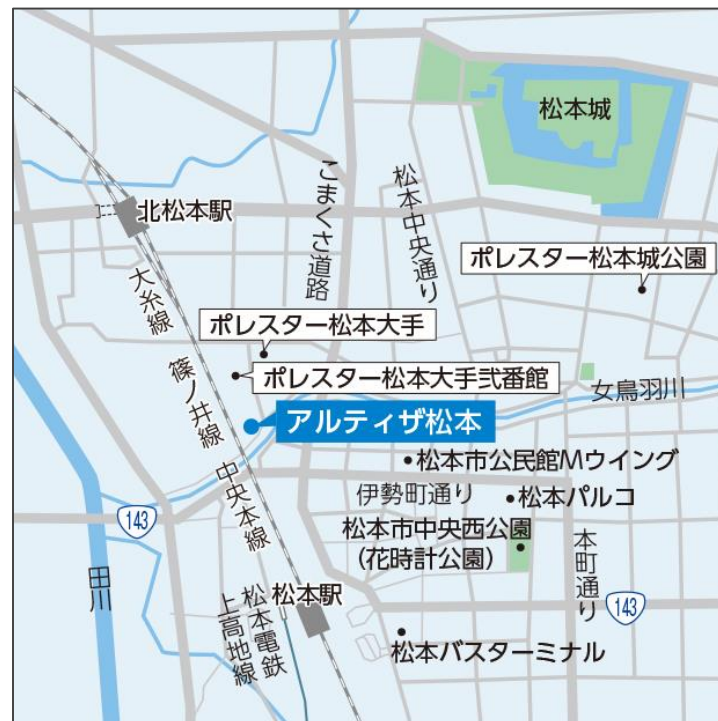 松本城
北松本駅
こまくさ道路
松本中央通り
ポレスター松本城公園
大糸線
ポレスター松本大手
篠ノ井線
ポレスター松本大手弐番館
女鳥羽川
アルティザ松本
中央本線
松本市公民館Mウイング
伊勢町通り
松本パルコ
143
松本市中央西公園
(花時計公園)
本町通り
田川
松本駅
143
松本電鉄
上高地線
松本バスターミナル